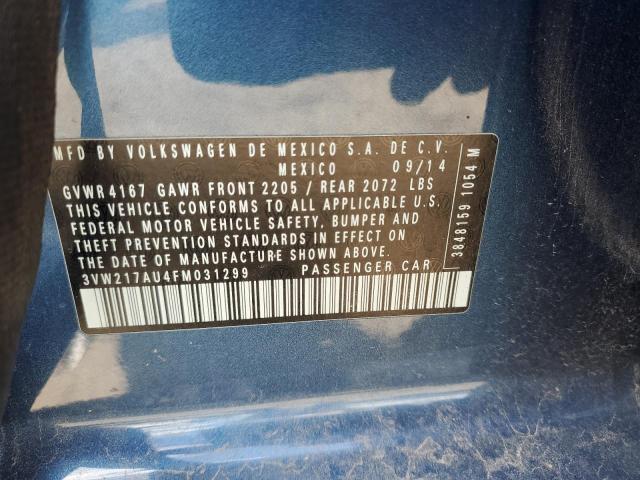 MFD BY VOLKSWAGEN DE MEXICO S.A. DE C.V.
MEXICO 09/14
GVWR 4167 GAWR FRONT 2205 / REAR 2072 LBS
THIS VEHICLE CONFORMS TO ALL APPLICABLE U.S.
FEDERAL MOTOR VEHICLE SAFETY, BUMPER AND
THEFT PREVENTION STANDARDS IN EFFECT ON
THE DATE OF MANUFACTURE SHOWN ABOVE.
3VW217AU4FM031299 PASSENGER CAR
3848159 1054 M